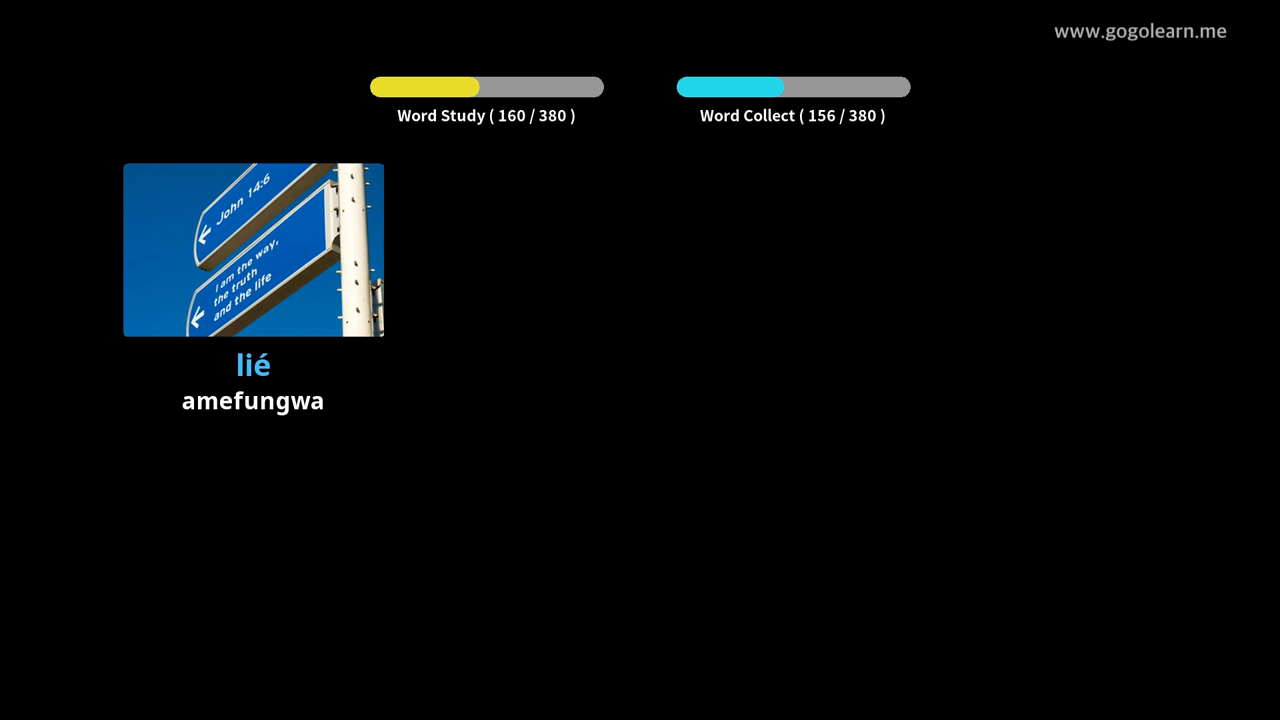 www.gogolearn.me
Word Study ( 160 / 380 )
Word Collect ( 156 / 380 )
John 14:6
I am the way,
the truth
and the life
lié
amefungwa